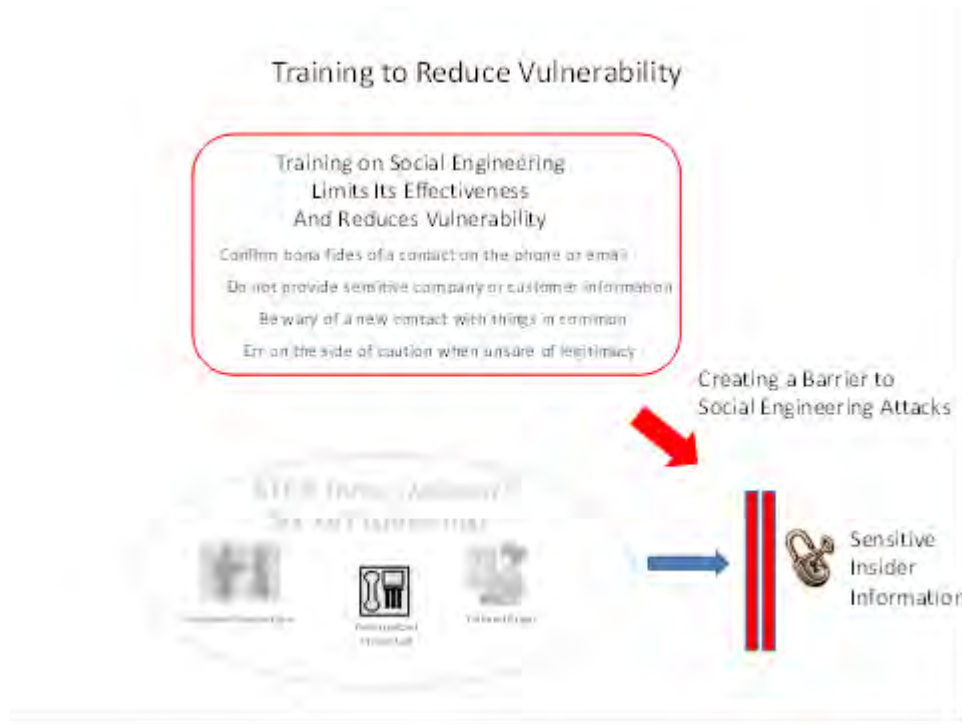 Training to Reduce Vulnerability
Training on Social Engineering
Limits Its Effectiveness
And Reduces Vulnerability
Confirm bona fides of a contact on the phone or email
Do not provide sensitive company or customer information
Be wary of a new contact with things in common
Err on the side of caution when unsure of legitimacy
Creating a Barrier to
Social Engineering Attacks
Sensitive
Insider
Information